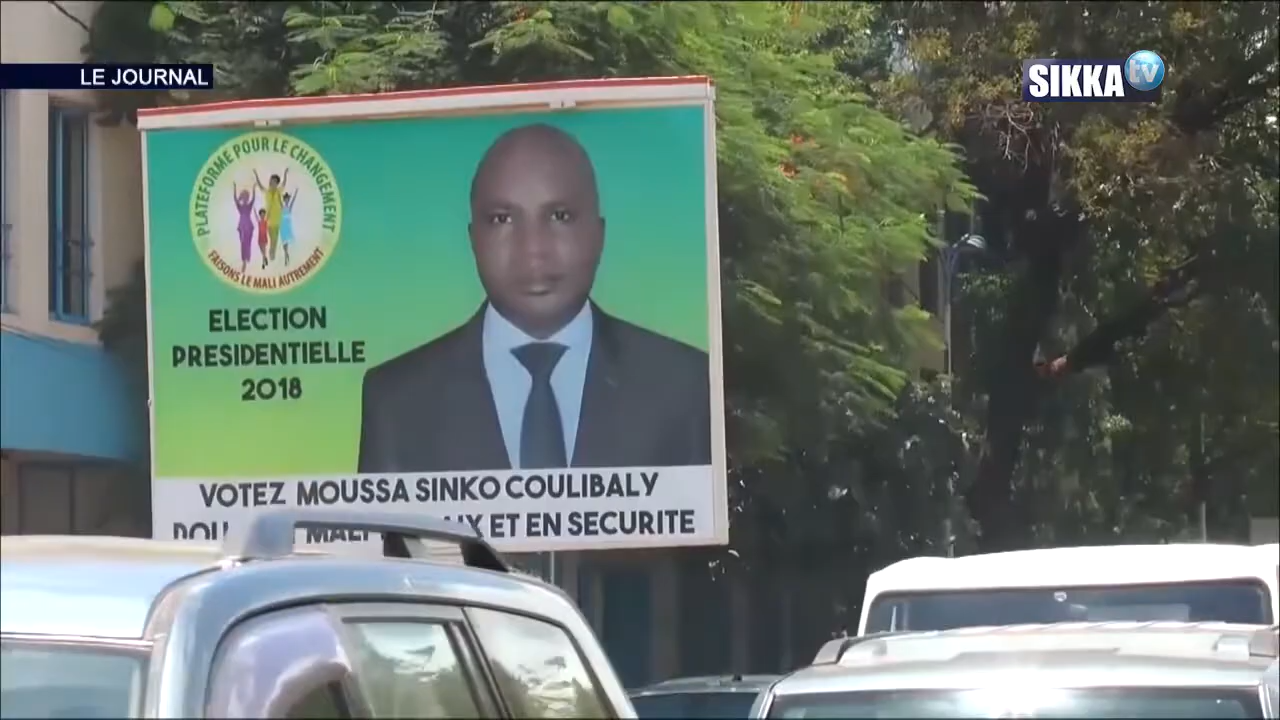 LE JOURNAL
SIKKA tv
PLATEFORME POUR LE CHANGEMENT
FAISONS LE MALI AUTREMENT
ELECTION
PRESIDENTIELLE
2018
VOTEZ MOUSSA SINKO COULIBALY
MALI ET EN SECURITE